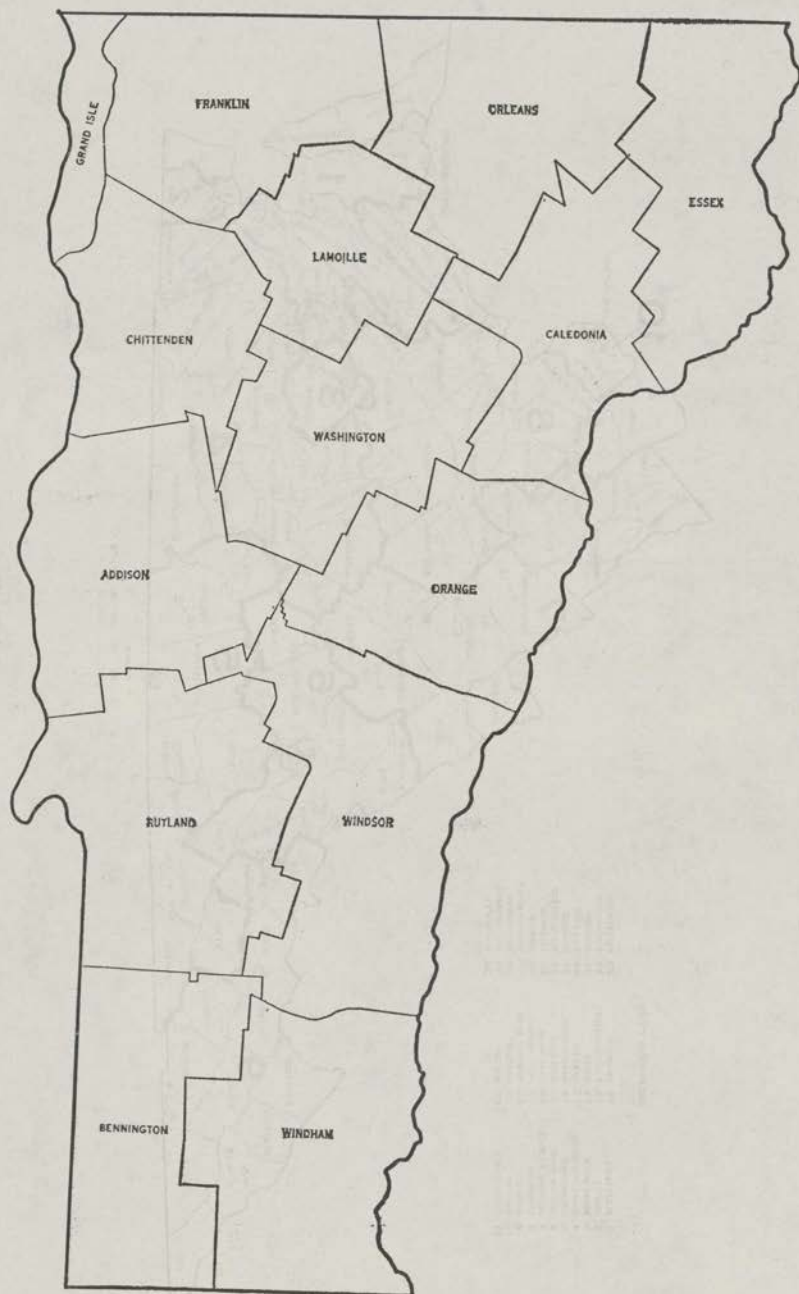 FRANKLIN
ORLEANS
GRAND ISLE
ESSEX
LAMOILLE
CHITTENDEN
CALEDONIA
WASHINGTON
ADDISON
ORANGE
RUTLAND
WINDSOR
BENNINGTON
WINDHAM